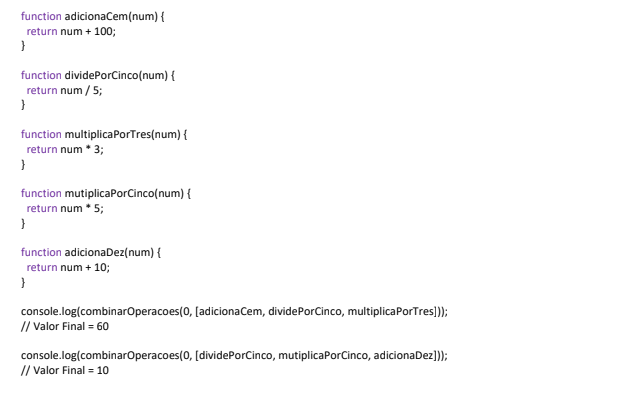 function adicionaCem(num) {
return num + 100;
}
function dividePorCinco(num) {
return num / 5;
}
function multiplicaPorTres(num) {
return num * 3;
}
function mutiplicaPorCinco(num) {
return num * 5;
}
function adicionaDez(num) {
return num + 10;
}
console.log(combinarOperacoes(0, [adicionaCem, dividePorCinco, multiplicaPorTres]));
// Valor Final = 60
console.log(combinarOperacoes(0, [dividePorCinco, mutiplicaPorCinco, adicionaDez]));
// Valor Final = 10